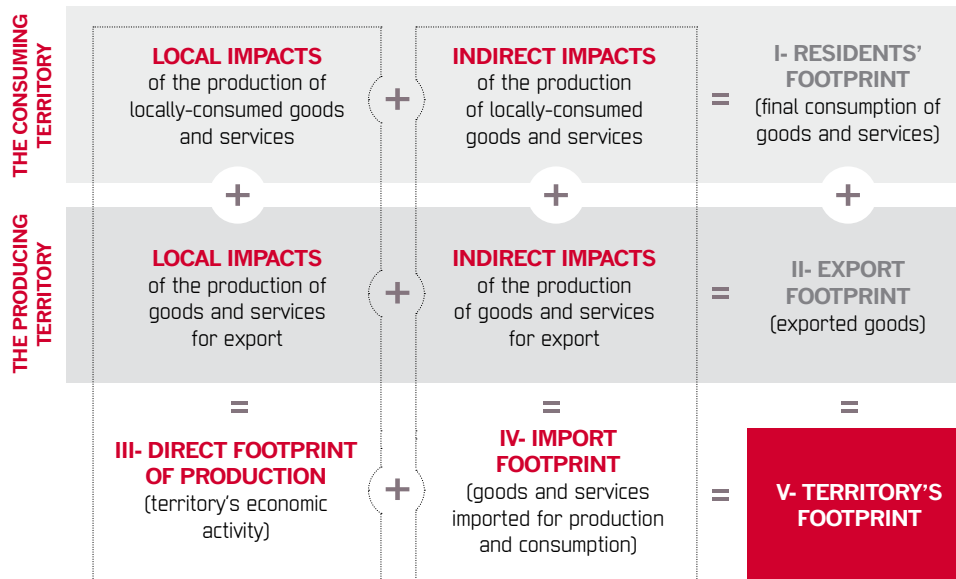 THE CONSUMING
TERRITORY
LOCAL IMPACTS
of the production of
locally-consumed goods
and services
+
INDIRECT IMPACTS
of the production
of locally-consumed
goods and services
=
I- RESIDENTS'
FOOTPRINT
(final consumption of
goods and services)
+
+
+
THE PRODUCING
TERRITORY
LOCAL IMPACTS
of the production of
goods and services
for export
+
INDIRECT IMPACTS
of the production
of goods and services
for export
=
II- EXPORT
FOOTPRINT
(exported goods)
=
=
=
III- DIRECT FOOTPRINT
OF PRODUCTION
(territory's economic
activity)
+
IV- IMPORT
FOOTPRINT
(goods and services
imported for production
and consumption)
=
V- TERRITORY'S
FOOTPRINT